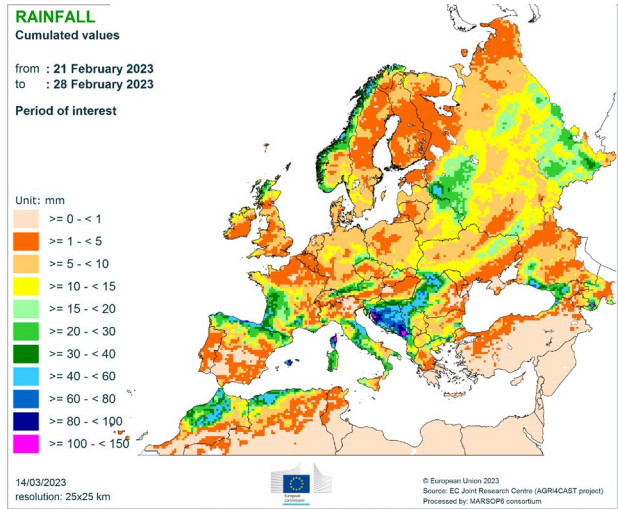 RAINFALL
Cumulated values
from : 21 February 2023
to : 28 February 2023
Period of interest
Unit: mm
>= 0 - < 1
>= 1 - < 5
>= 5 - < 10
>= 10 - < 15
>= 15 - < 20
>= 20 - < 30
>= 30 - < 40
>= 40 - < 60
>= 60 - < 80
>= 80 - < 100
>= 100 - < 150
14/03/2023
resolution: 25x25 km
European
Commission
© European Union 2023
Source: EC Joint Research Centre (AGRI4CAST project)
Processed by: MARSOP6 consortium